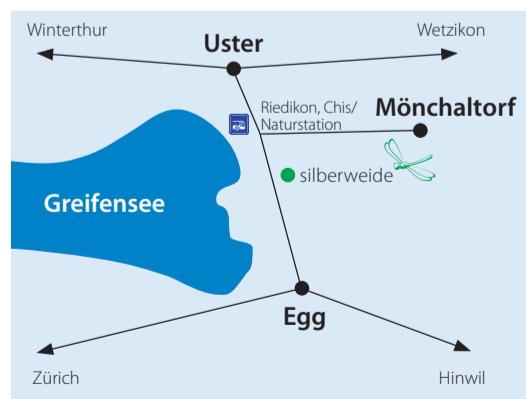 Winterthur
Wetzikon
Uster
Riedikon, Chis/
Naturstation
Mönchaltorf
silberweide
Greifensee
Egg
Zürich
Hinwil